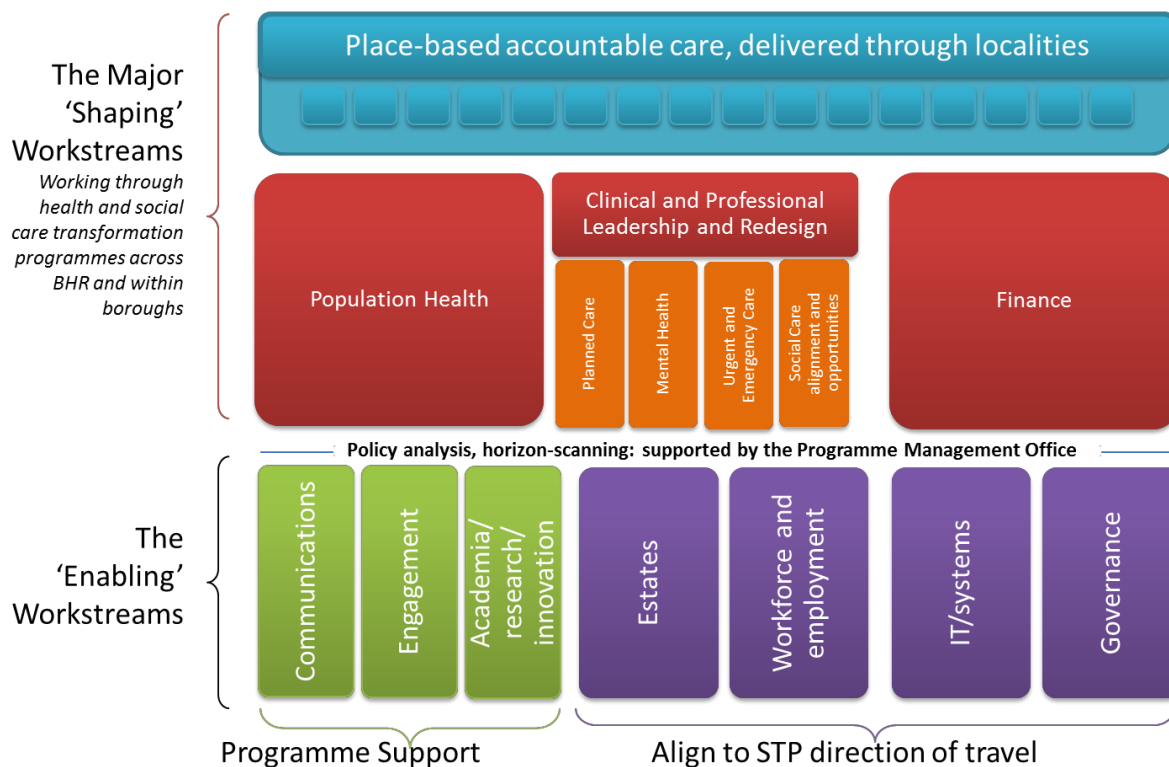 Place-based accountable care, delivered through localities
The Major
‘Shaping’
Workstreams
Working through
health and social
care transformation
programmes across
BHR and within
boroughs
Population Health
Clinical and Professional
Leadership and Redesign
Planned Care
Mental Health
Urgent and
Emergency Care
Social Care
alignment and
opportunities
Finance
Policy analysis, horizon-scanning: supported by the Programme Management Office
The
‘Enabling’
Workstreams
Communications
Engagement
Academia/
research/
innovation
Estates
Workforce and
employment
IT/systems
Governance
Programme Support
Align to STP direction of travel